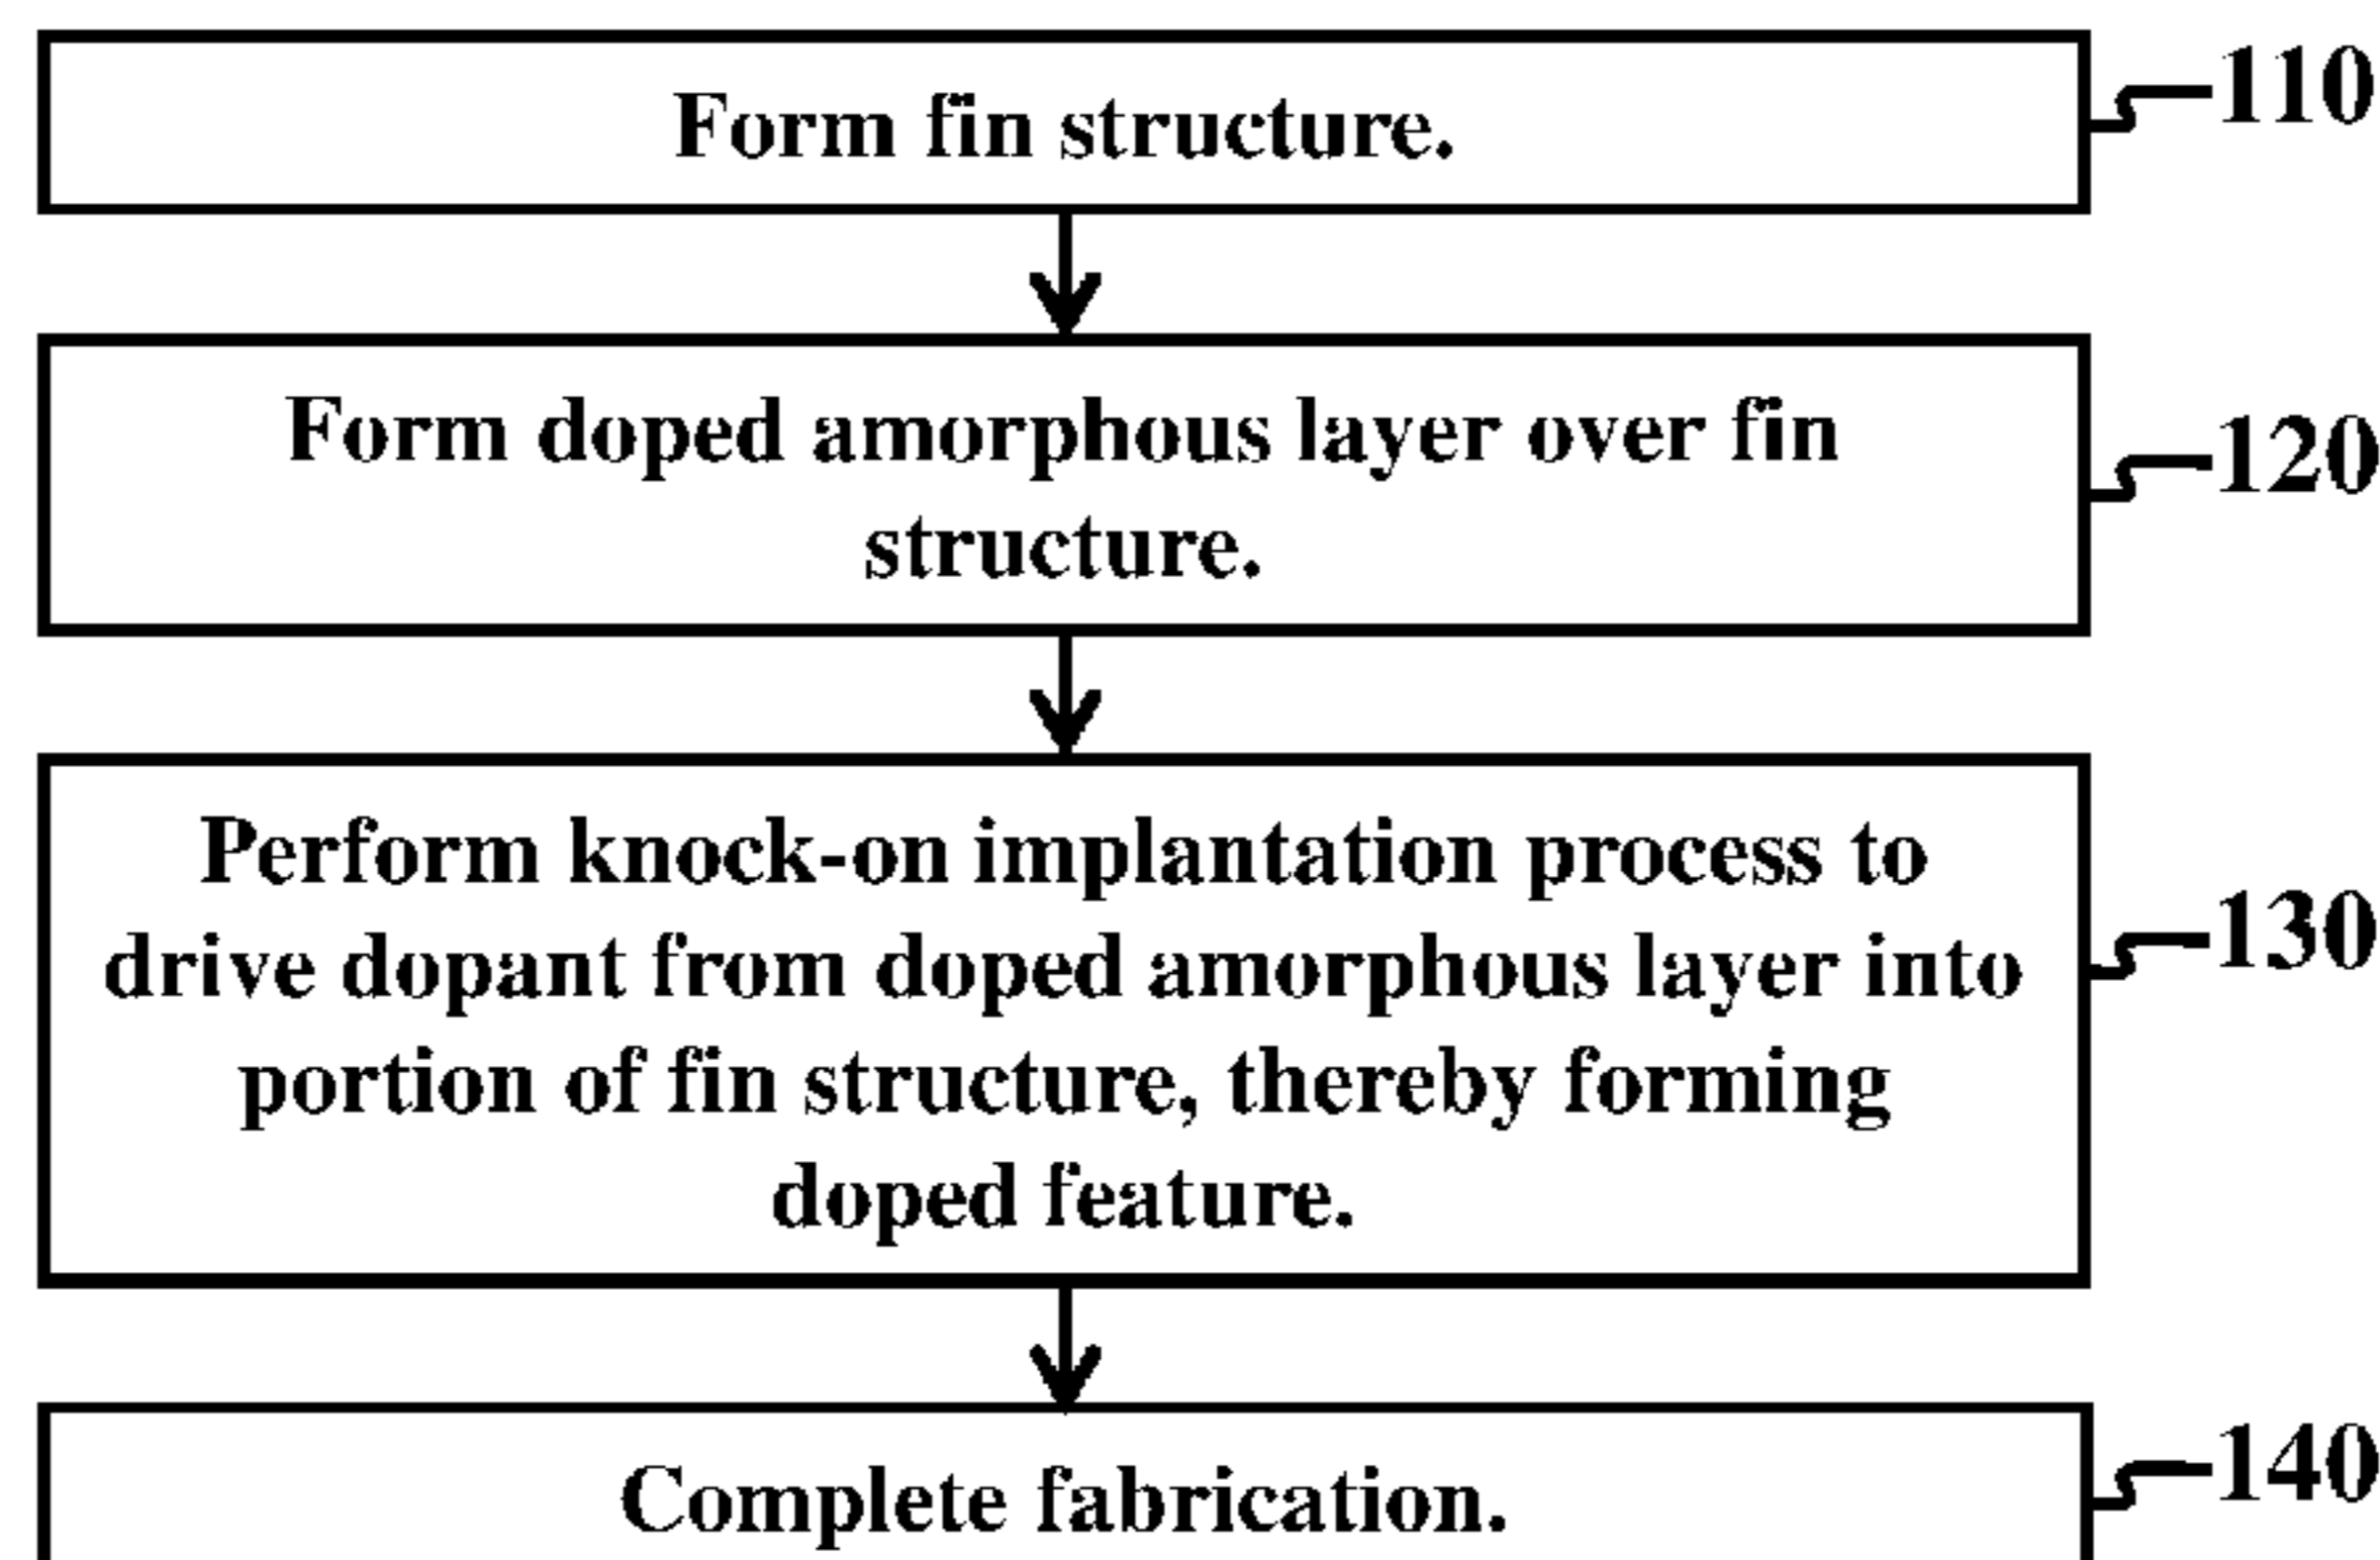 Form fin structure.
110
Form doped amorphous layer over fin
structure.
120
Perform knock-on implantation process to
drive dopant from doped amorphous layer into
portion of fin structure, thereby forming
doped feature.
130
Complete fabrication.
140